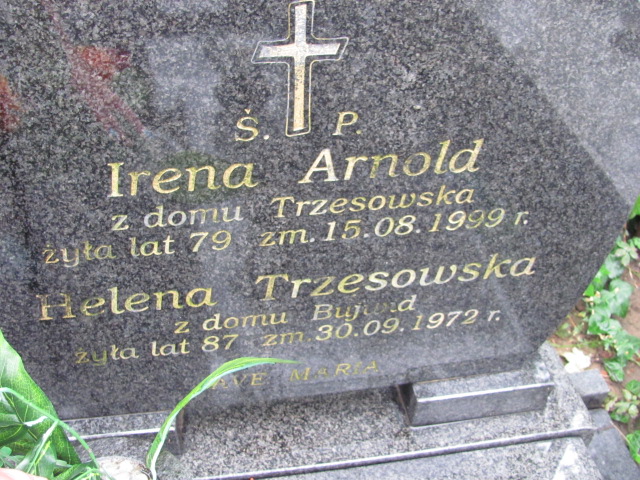 Ś. P.
Irena Arnold
z domu Trzesowska
żyła lat 79 zm. 15.08.1999 r.
Helena Trzesowska
z domu
żyła lat 87 zm. 30.09.1972 r.
AVE MARIA